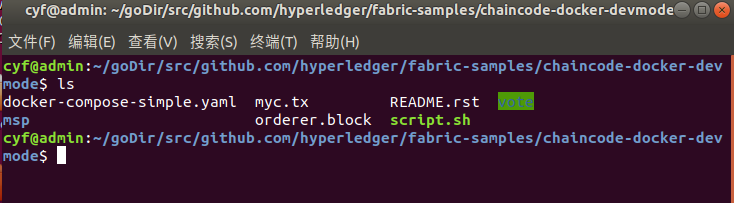 cyf@admin: ~/goDir/src/github.com/hyperledger/fabric-samples/chaincode-docker-devmode
文件(F) 编辑(E) 查看(V) 搜索(S) 终端(T) 帮助(H)
cyf@admin:~/goDir/src/github.com/hyperledger/fabric-samples/chaincode-docker-dev
mode$ ls
docker-compose-simple.yaml myc.tx README.rst vote
msp orderer.block script.sh
cyf@admin:~/goDir/src/github.com/hyperledger/fabric-samples/chaincode-docker-dev
mode$